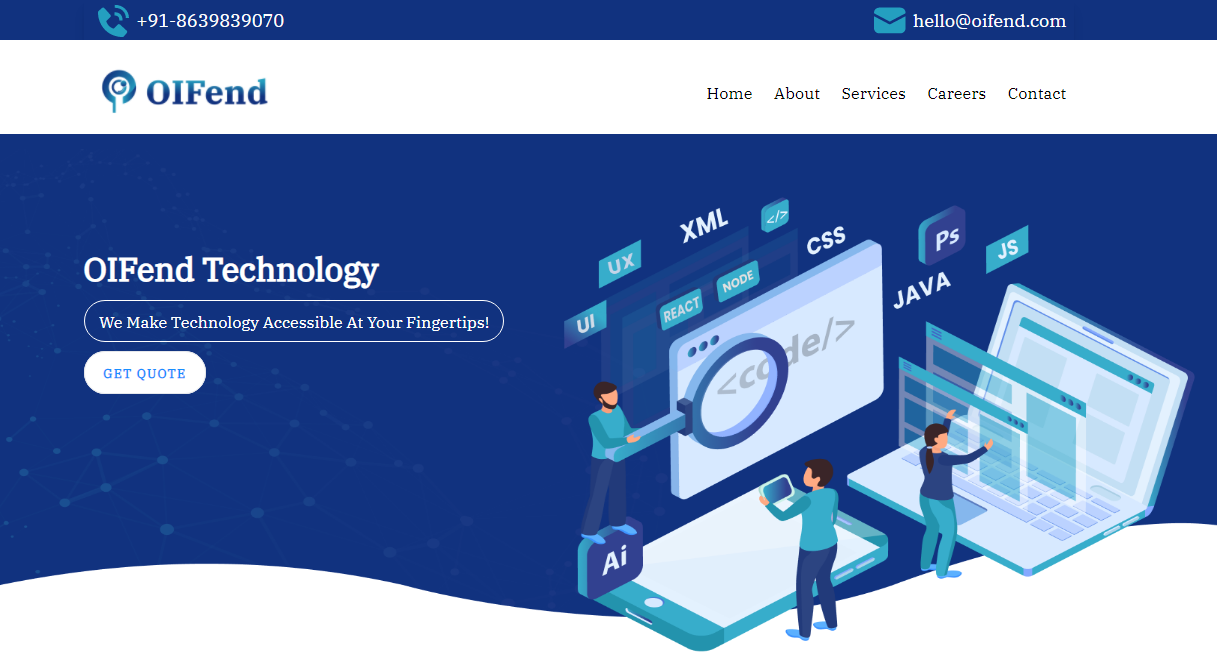 +91-8639839070
hello@oifend.com
OIFend
Home About Services Careers Contact
OIFend Technology
We Make Technology Accessible At Your Fingertips!
GET QUOTE
XML
</>
UX
CSS
Ps
JS
NODE
REACT
JAVA
UI
<code/>
Ai